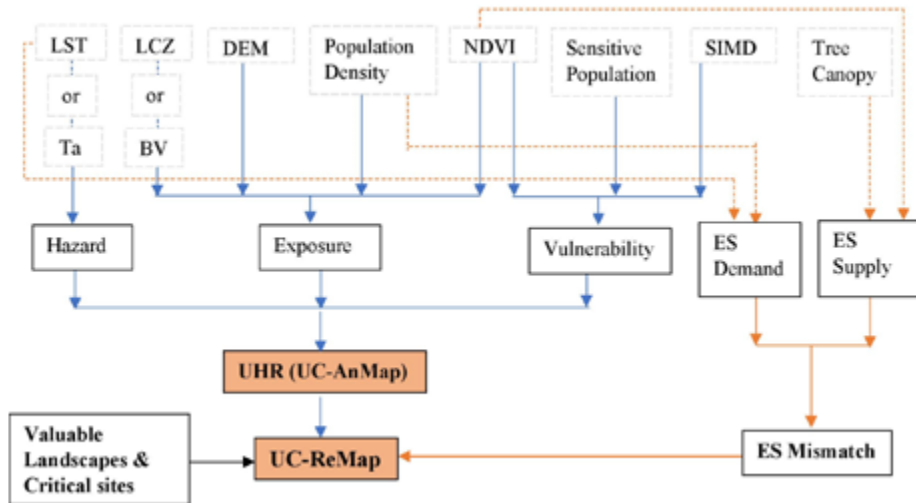 LST
LCZ
DEM
Population
Density
NDVI
Sensitive
Population
SIMD
Tree
Canopy
or
or
Ta
BV
Hazard
Exposure
Vulnerability
ES
Demand
ES
Supply
UHR (UC-AnMap)
Valuable
Landscapes &
Critical sites
UC-ReMap
ES Mismatch